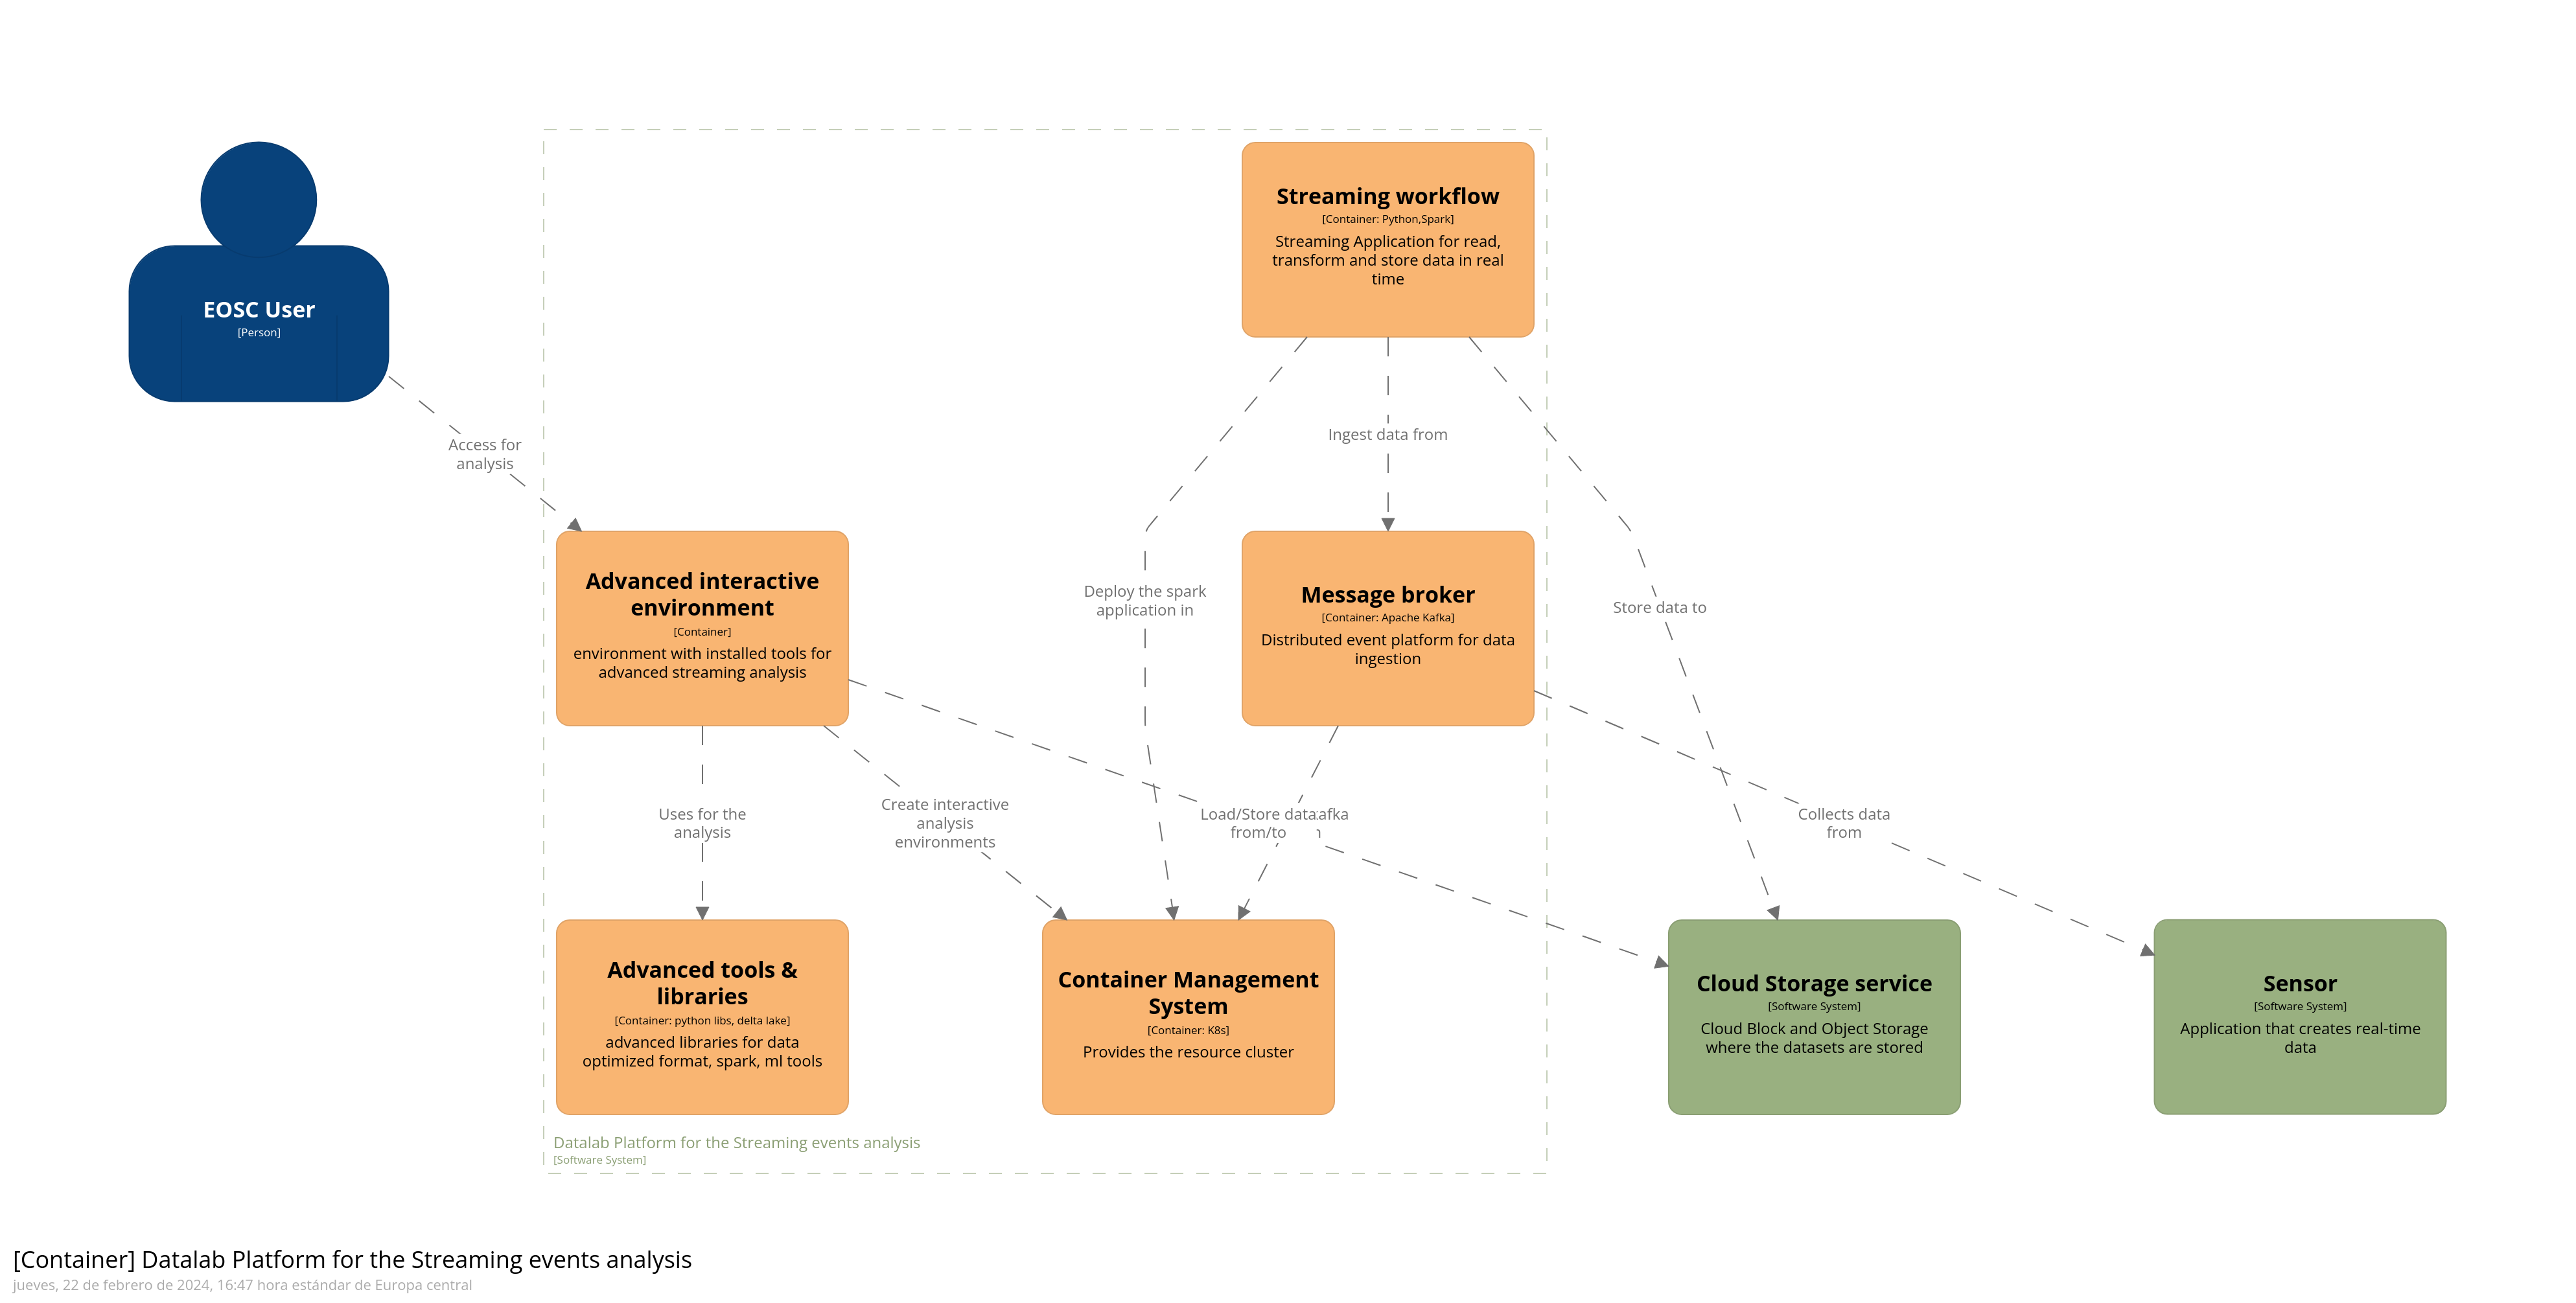 Streaming workflow
[Container: Python,Spark]
Streaming Application for read,
transform and store data in real
time
EOSC User
[Person]
Access for
analysis
Ingest data from
Advanced interactive
environment
[Container]
environment with installed tools for
advanced streaming analysis
Deploy the spark
application in
Message broker
[Container: Apache Kafka]
Distributed event platform for data
ingestion
Store data to
Uses for the
analysis
Create interactive
analysis
environments
Load/Store data
from/to
Collects data
from
Advanced tools &
libraries
[Container: python libs, delta lake]
advanced libraries for data
optimized format, spark, ml tools
Container Management
System
[Container: K8s]
Provides the resource cluster
Cloud Storage service
[Software System]
Cloud Block and Object Storage
where the datasets are stored
Sensor
[Software System]
Application that creates real-time
data
Datalab Platform for the Streaming events analysis
[Software System]
[Container] Datalab Platform for the Streaming events analysis
jueves, 22 de febrero de 2024, 16:47 hora estándar de Europa central